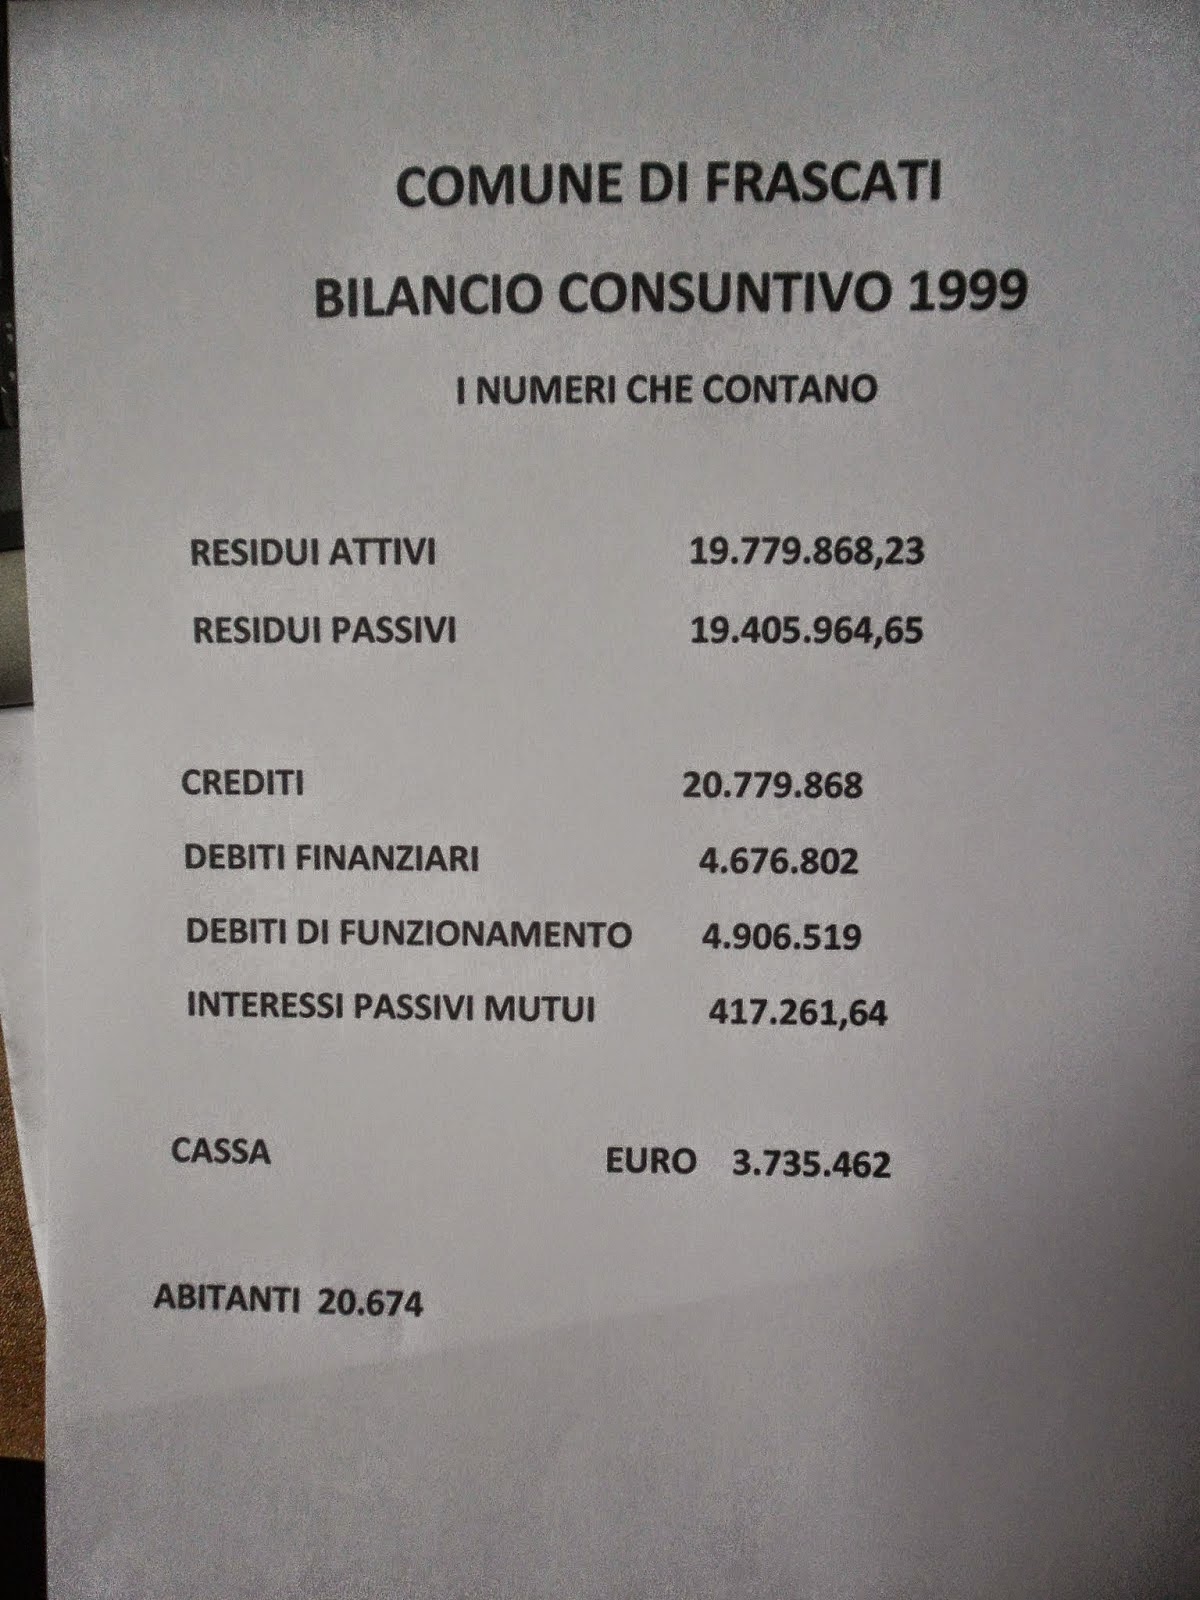 COMUNE DI FRASCATI
BILANCIO CONSUNTIVO 1999
I NUMERI CHE CONTANO
RESIDUI ATTIVI 19.779.868,23
RESIDUI PASSIVI 19.405.964,65
CREDITI 20.779.868
DEBITI FINANZIARI 4.676.802
DEBITI DI FUNZIONAMENTO 4.906.519
INTERESSI PASSIVI MUTUI 417.261,64
CASSA EURO 3.735.462
ABITANTI 20.674